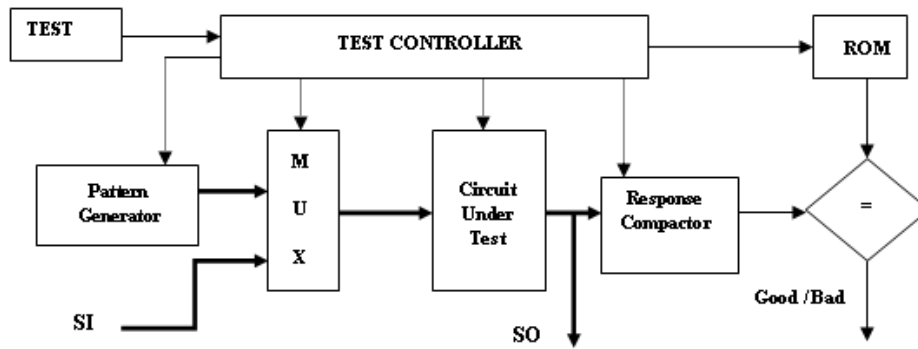 TEST
TEST CONTROLLER
ROM
Pattern
Generator
M
U
X
Circuit
Under
Test
Response
Compactor
=
SI
SO
Good /Bad